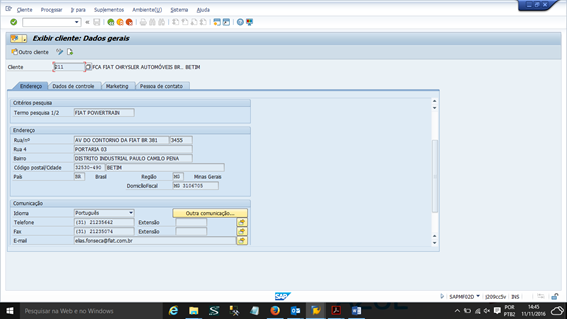 Cliente Processar Ir para Suplementos Ambiente(U) Sistema Ajuda
Exibir cliente: Dados gerais
Outro cliente
Cliente 211 FCA FIAT CHRYSLER AUTOMÓVEIS BR. BETIM
Endereço Dados de controle Marketing Pessoa de contato
Critérios pesquisa
Termo pesquisa 1/2 FIAT POWERTRAIN
Endereço
Rua/nº AV DO CONTORNO DA FIAT BR 381 3455
Rua 4 PORTARIA 03
Bairro DISTRITO INDUSTRIAL PAULO CAMILO PENA
Código postal/Cidade 32530-490 BETIM
País BR Brasil Região MG Minas Gerais
DomicílioFiscal MG 3106705
Comunicação
Idioma Português Outra comunicação...
Telefone (31) 21235442 Extensão
Fax (31) 21235074 Extensão
E-mail elias.fonseca@fiat.com.br
SAP SAPMF02D j209cc5v INS
Pesquisar na Web e no Windows
POR 14:45
PTB2 11/11/2016